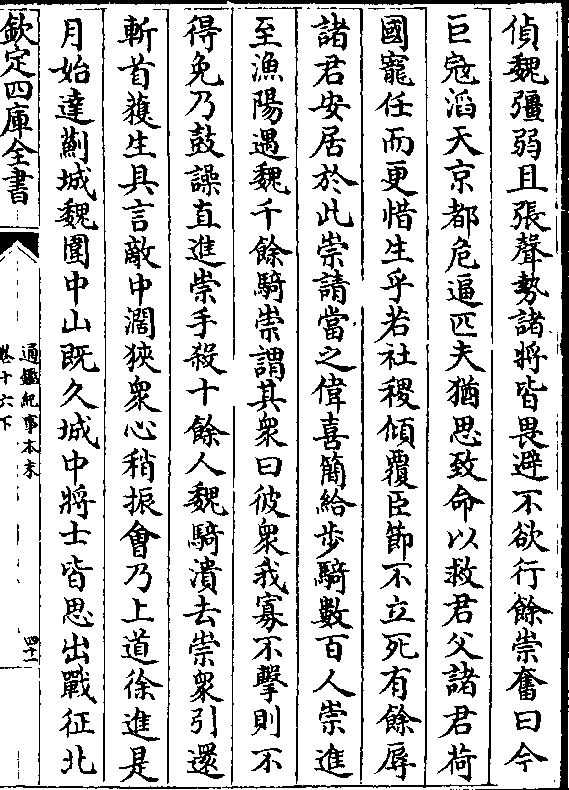 偵魏彊弱且張聲勢諸將皆畏避不欲行餘崇奮曰今
巨寇滔天京都危逼匹夫猶思致命以救君父諸君荷
國寵任而更惜生乎若社稷傾覆臣節不立死有餘辱
諸君安居於此崇請當之偉喜簡給步騎數百人崇進
至漁陽遇魏千餘騎崇謂其衆曰彼衆我寡不擊則不
得免乃鼓譟直進崇手殺十餘人魏騎潰去崇衆引還
斬首獲生具言敵中濶狹衆心稍振會乃上道徐進是
月始達薊城魏圍中山既久城中將士皆思出戰征北
欽定四庫全書
通鑑紀事本末
卷十六下
四十二